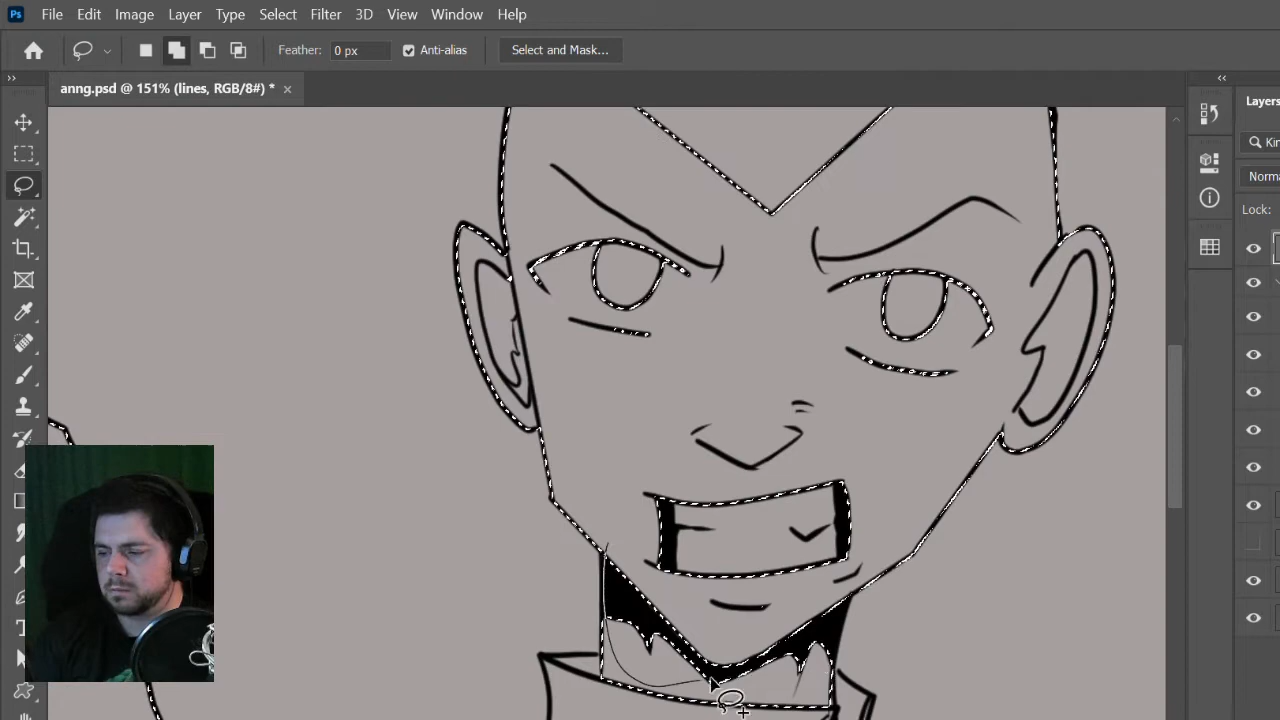 Ps File Edit Image Layer Type Select Filter 3D View Window Help
Feather: 0 px Anti-alias Select and Mask...
anng.psd @ 151% (lines, RGB/8#) * ×
Layers
Kin
Norma
Lock:
T